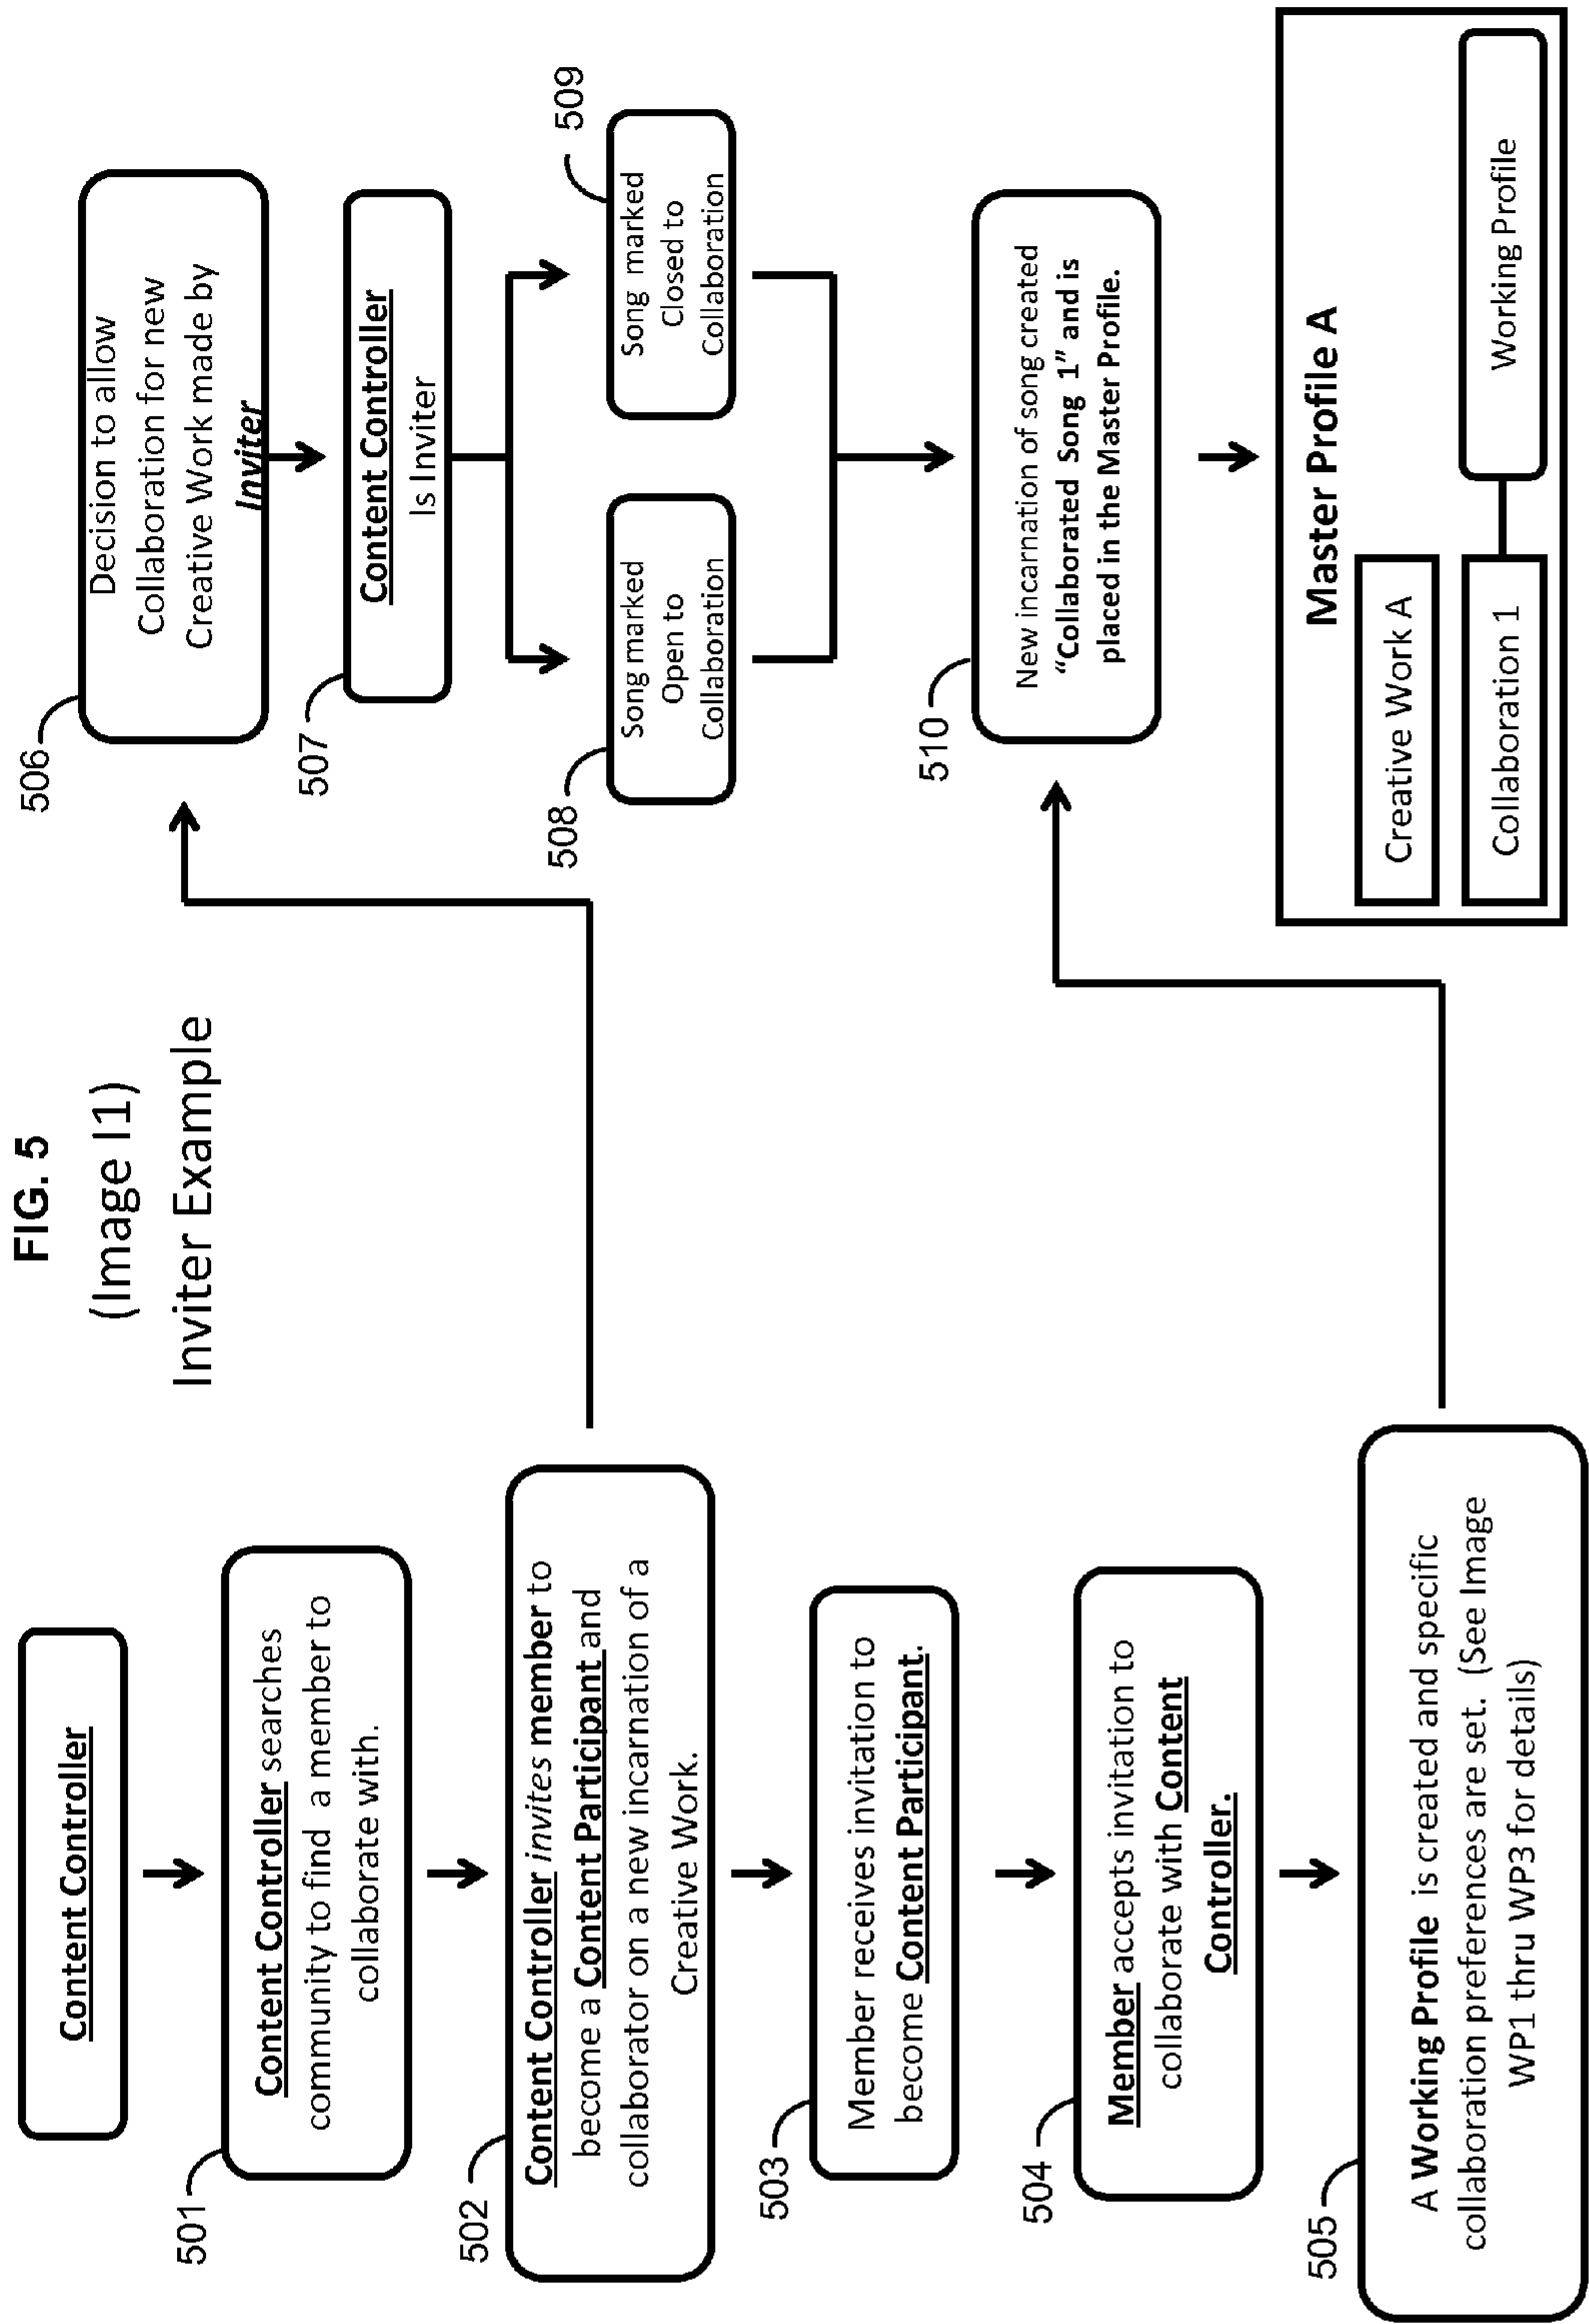 FIG. 5
(Image I1)
Inviter Example
Content Controller
501
Content Controller searches
community to find a member to
collaborate with.
502
Content Controller invites member to
become a Content Participant and
collaborator on a new incarnation of a
Creative Work.
503
Member receives invitation to
become Content Participant.
504
Member accepts invitation to
collaborate with Content
Controller.
505
A Working Profile is created and specific
collaboration preferences are set. (See Image
WP1 thru WP3 for details)
506
Decision to allow
Collaboration for new
Creative Work made by
Inviter
507
Content Controller
Is Inviter
508
Song marked
Open to
Collaboration
509
Song marked
Closed to
Collaboration
510
New incarnation of song created
“Collaborated Song 1” and is
placed in the Master Profile.
Master Profile A
Creative Work A
Collaboration 1
Working Profile